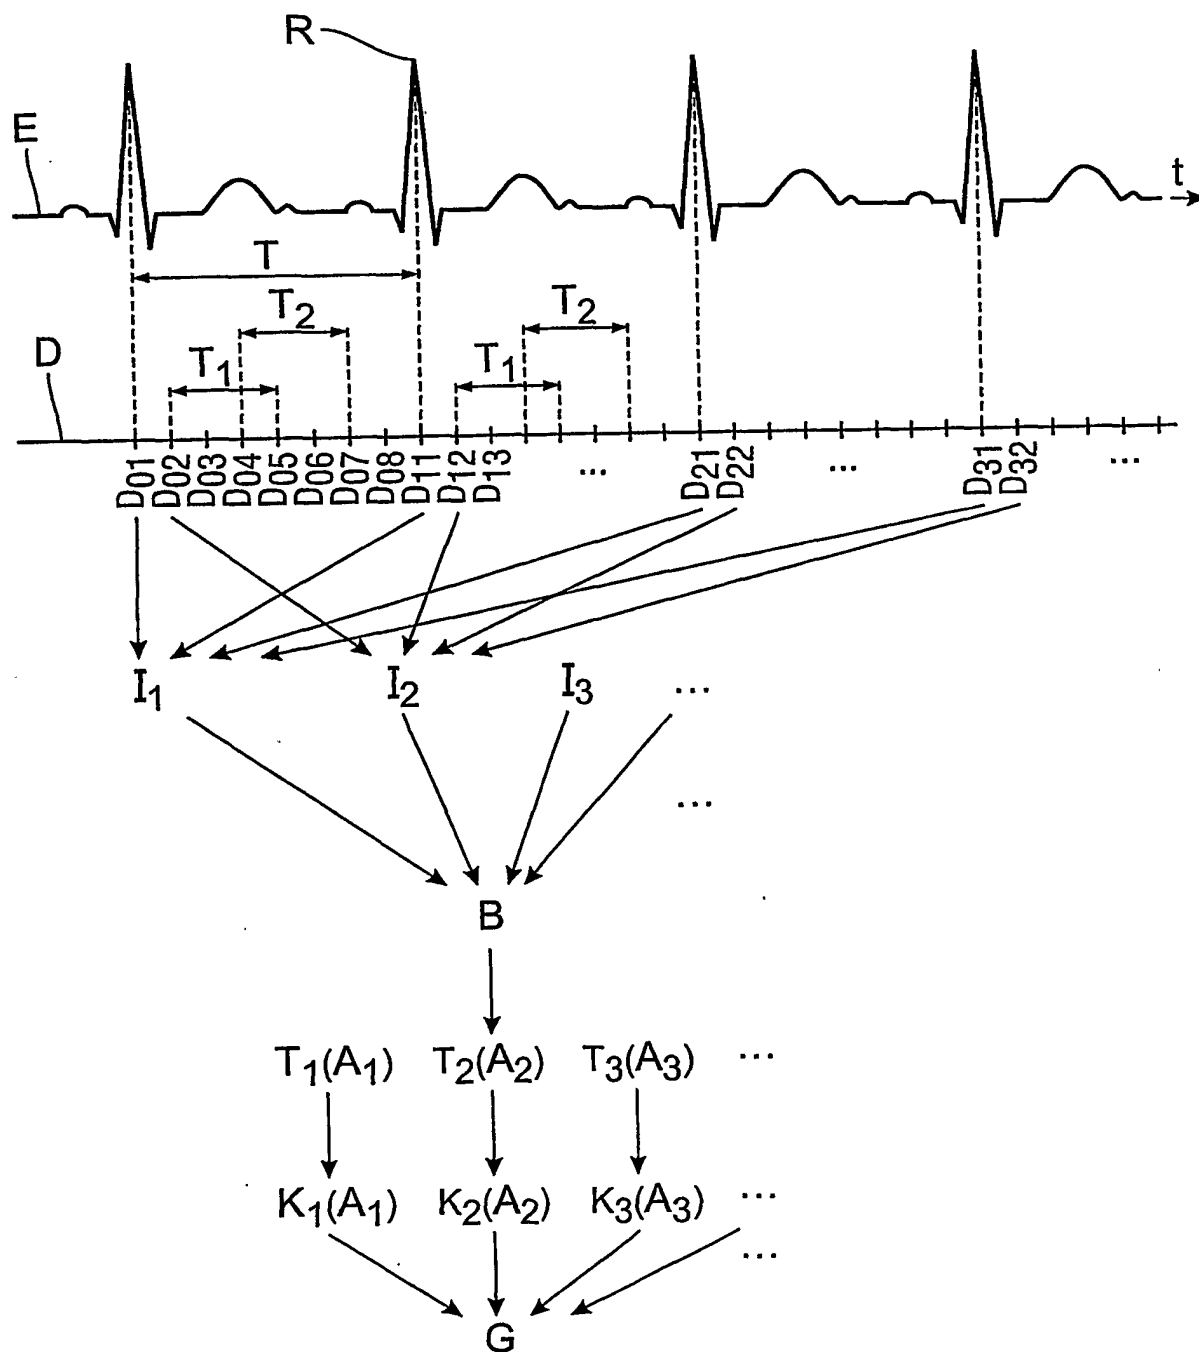 R
E
t
T
T2
T2
D
T1
T1
D01 D02 D03 D04 D05 D06 D07 D08 D11 D12 D13 ... D21 D22 ... D31 D32 ...
I1 I2 I3 ...
...
B
T1(A1) T2(A2) T3(A3) ...
K1(A1) K2(A2) K3(A3) ...
...
G